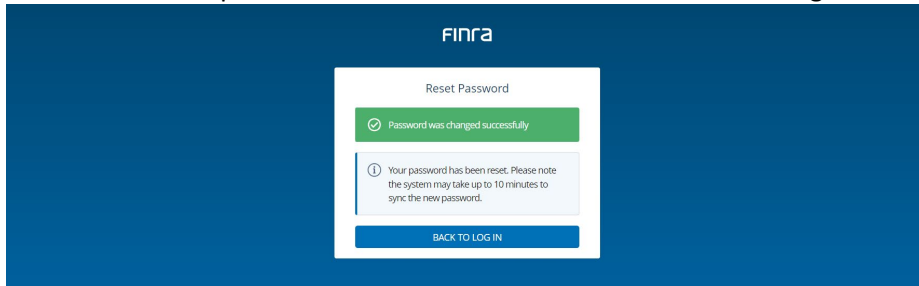 Finra
Reset Password
Password was changed successfully
Your password has been reset. Please note
the system may take up to 10 minutes to
sync the new password.
BACK TO LOG IN